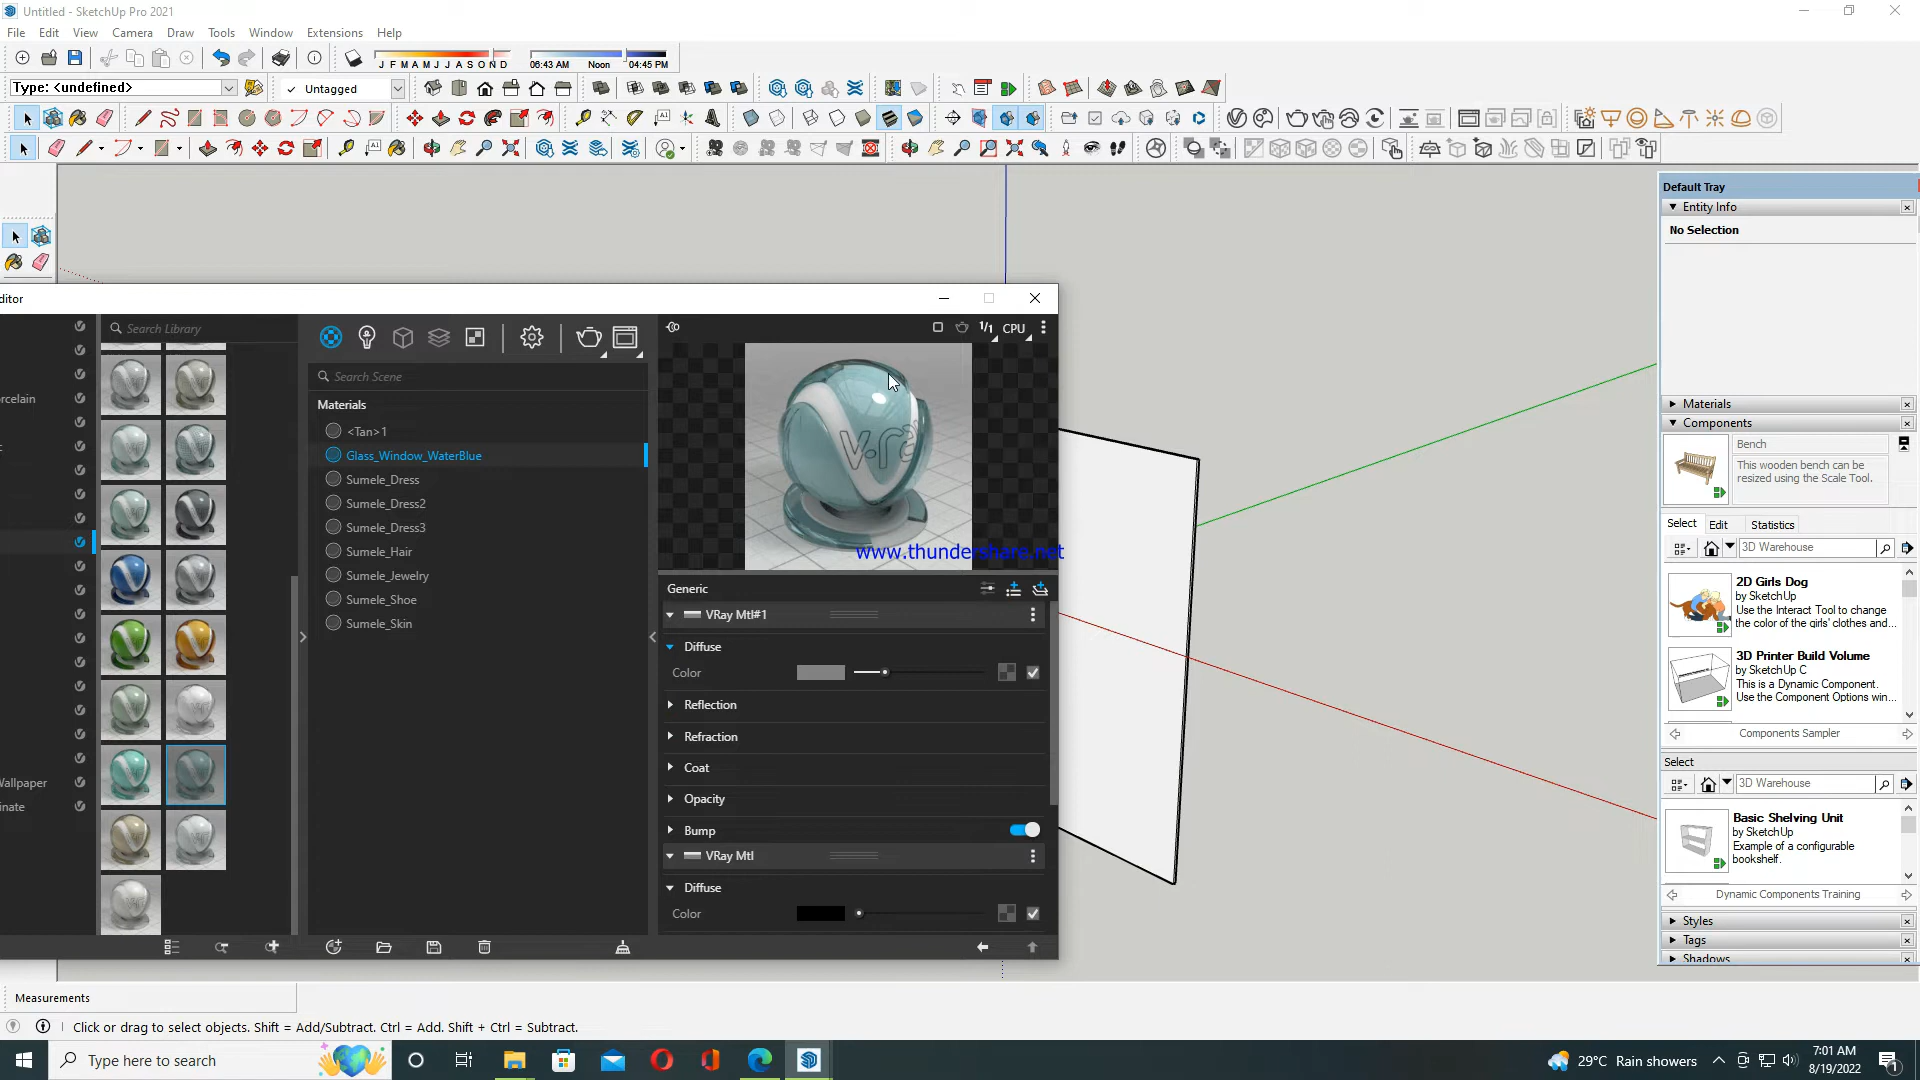 Untitled - SketchUp Pro 2021
File Edit View Camera Draw Tools Window Extensions Help
J F M A M J J A S O N D
06:43 AM Noon 04:45 PM
Type: <undefined>
Untagged
Default Tray
Entity Info
No Selection
ditor
Search Library
Search Scene
Materials
<Tan>1
Glass_Window_WaterBlue
Sumele_Dress
Sumele_Dress2
Sumele_Dress3
Sumele_Hair
Sumele_Jewelry
Sumele_Shoe
Sumele_Skin
rcelain
Wallpaper
inate
1/1 CPU
v-ra
www.thundershare.net
Generic
VRay Mtl#1
Diffuse
Color
Reflection
Refraction
Coat
Opacity
Bump
VRay Mtl
Diffuse
Color
Materials
Components
Bench
This wooden bench can be
resized using the Scale Tool.
Select Edit Statistics
3D Warehouse
2D Girls Dog
by SketchUp
Use the Interact Tool to change
the color of the girls' clothes and...
3D Printer Build Volume
by SketchUp C
This is a Dynamic Component.
Use the Component Options win...
Components Sampler
Select
3D Warehouse
Basic Shelving Unit
by SketchUp
Example of a configurable
bookshelf.
Dynamic Components Training
Styles
Tags
Shadows
Measurements
Click or drag to select objects. Shift = Add/Subtract. Ctrl = Add. Shift + Ctrl = Subtract.
Type here to search
29°C Rain showers
7:01 AM
8/19/2022
1